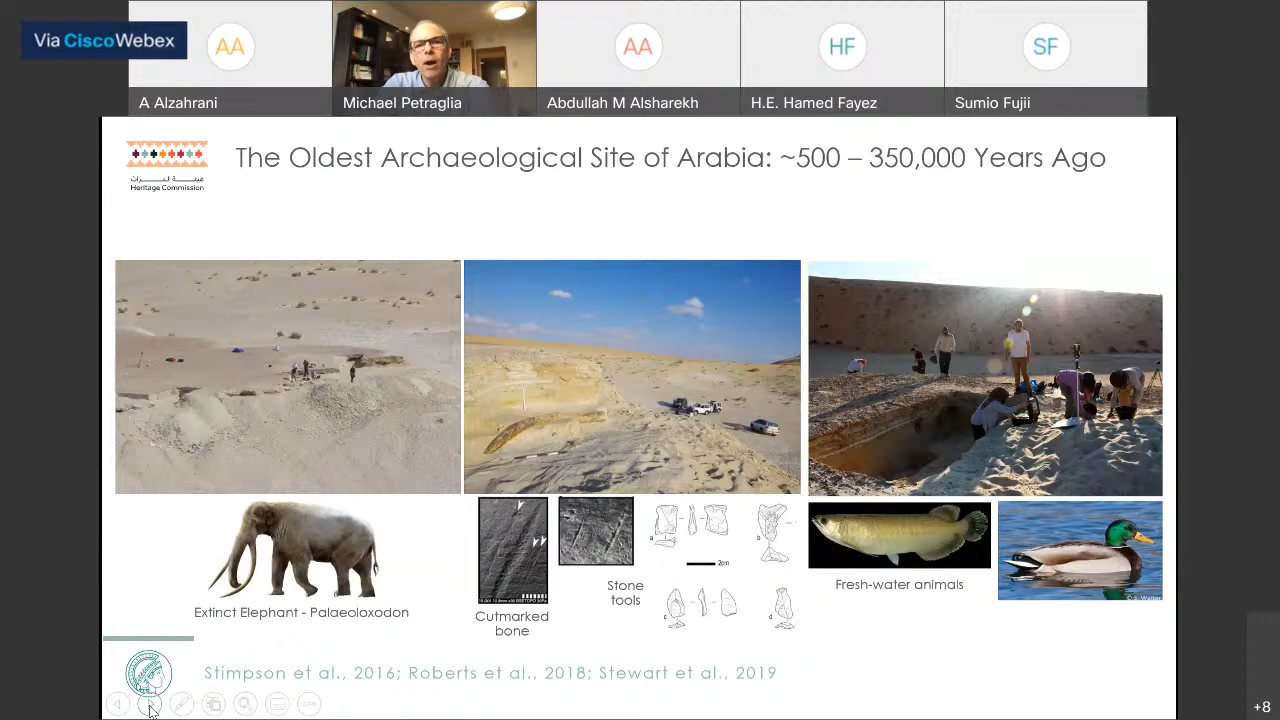 Via CiscoWebex
AA
AA
HF
SF
A Alzahrani
Michael Petraglia
Abdullah M Alsharekh
H.E. Hamed Fayez
Sumio Fujii
هيئة التراث
Heritage Commission
The Oldest Archaeological Site of Arabia: ~500 – 350,000 Years Ago
2cm
Extinct Elephant - Palaeoloxodon
Cutmarked
bone
Stone
tools
Fresh-water animals
Stimpson et al., 2016; Roberts et al., 2018; Stewart et al., 2019
+8